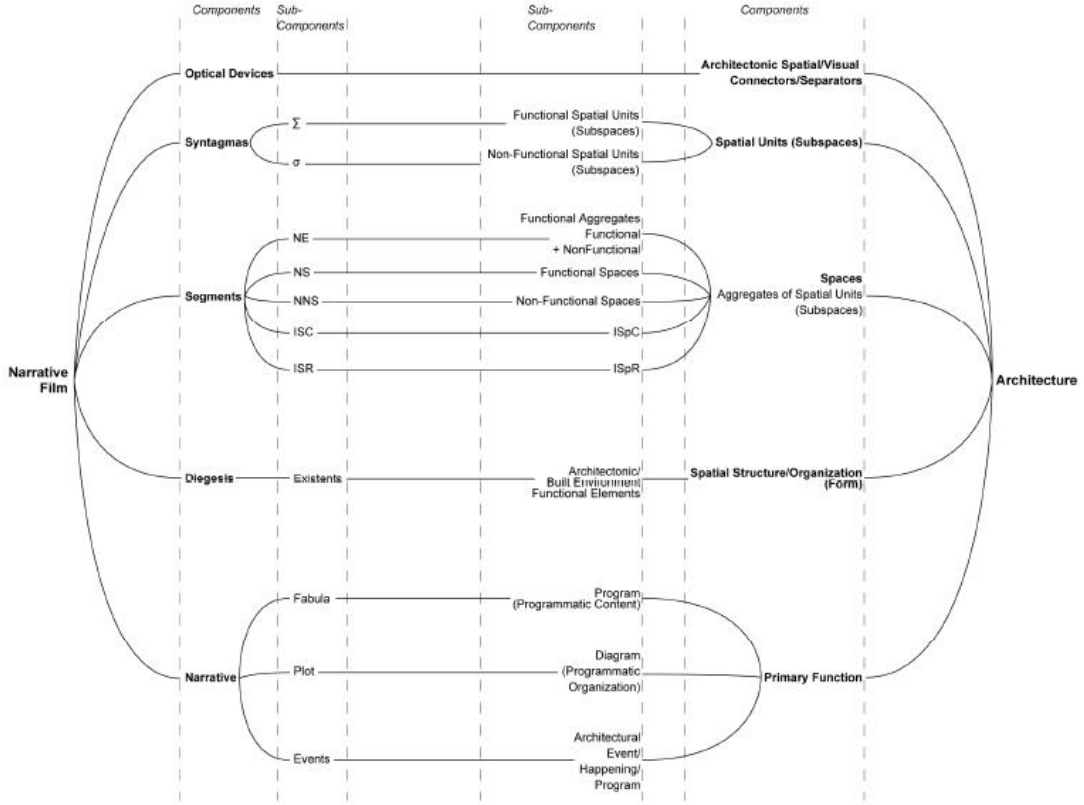 Components
Sub-
Components
Sub-
Components
Components
Optical Devices
Architectonic Spatial/Visual
Connectors/Separators
Syntagmas
Σ
Functional Spatial Units
(Subspaces)
σ
Non-Functional Spatial Units
(Subspaces)
Spatial Units (Subspaces)
Segments
NE
Functional Aggregates
Functional
+ NonFunctional
NS
Functional Spaces
NNS
Non-Functional Spaces
ISC
ISpC
ISR
ISpR
Spaces
Aggregates of Spatial Units
(Subspaces)
Narrative
Film
Architecture
Diegesis
Existents
Architectonic/
Built Environment
Functional Elements
Spatial Structure/Organization
(Form)
Narrative
Fabula
Program
(Programmatic Content)
Plot
Diagram
(Programmatic
Organization)
Events
Architectural
Event/
Happening/
Program
Primary Function